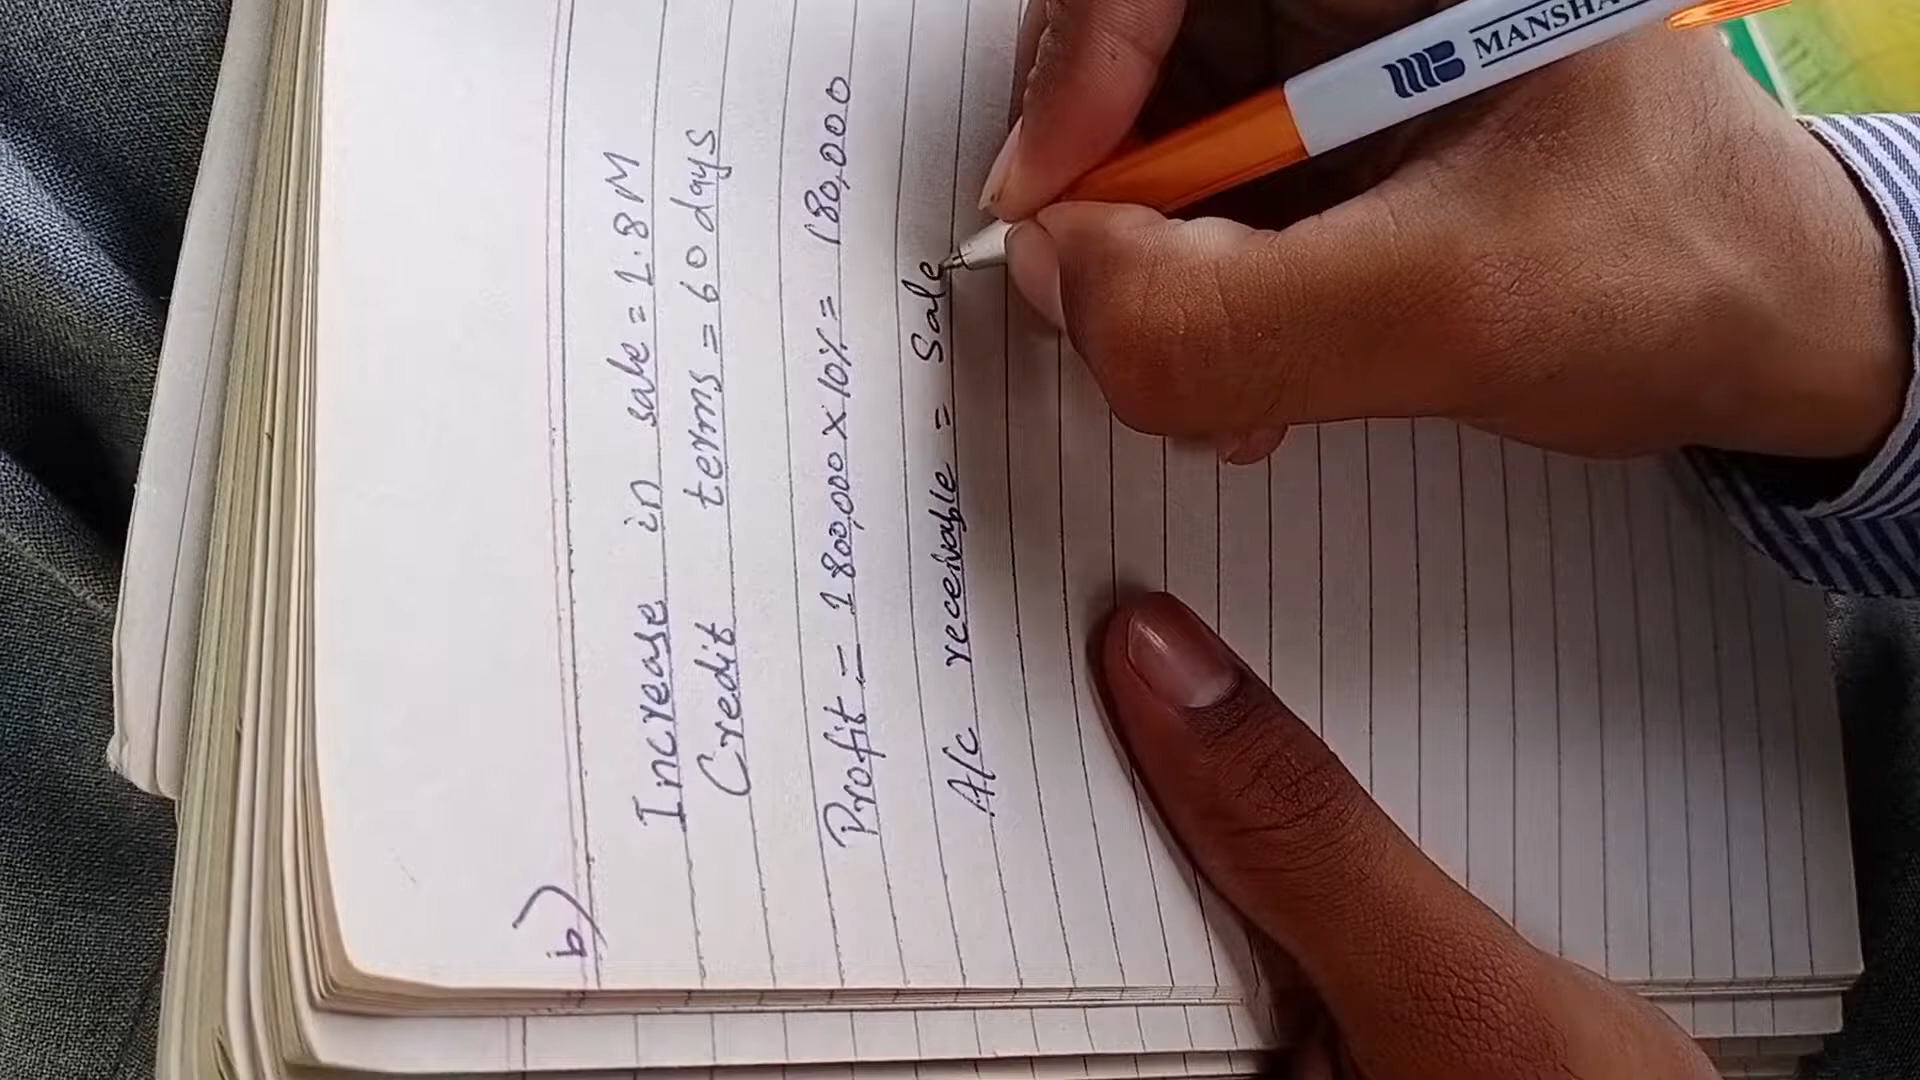 b)
Increase in sale = 1.8M
Credit terms = 60 days
Profit = 1800,000 × 10% = 180,000
A/c receivable = Sale
MANSHA